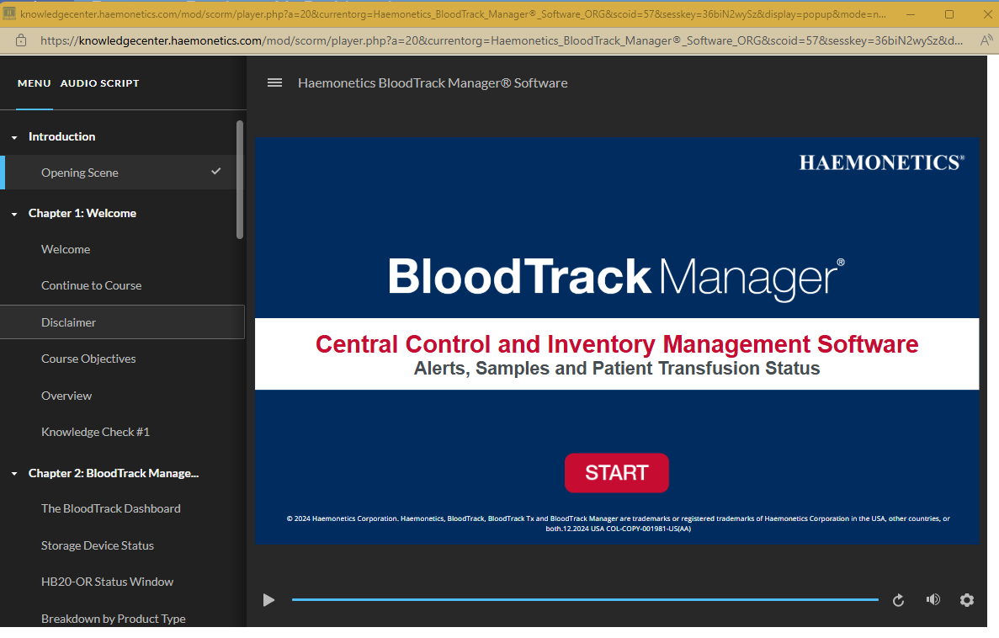 knowledgecenter.haemonetics.com/mod/scorm/player.php?a=20&currentorg=Haemonetics_BloodTrack_Manager®_Software_ORG&scoid=57&sesskey=36biN2wySz&display=popup&mode=n...
https://knowledgecenter.haemonetics.com/mod/scorm/player.php?a=20&currentorg=Haemonetics_BloodTrack_Manager®_Software_ORG&scoid=57&sesskey=36biN2wySz&d...
MENU AUDIO SCRIPT
Haemonetics BloodTrack Manager® Software
Introduction
Opening Scene
Chapter 1: Welcome
Welcome
Continue to Course
Disclaimer
Course Objectives
Overview
Knowledge Check #1
Chapter 2: BloodTrack Manage...
The BloodTrack Dashboard
Storage Device Status
HB20-OR Status Window
Breakdown by Product Type
HAEMONETICS®
BloodTrack Manager®
Central Control and Inventory Management Software
Alerts, Samples and Patient Transfusion Status
START
© 2024 Haemonetics Corporation. Haemonetics, BloodTrack, BloodTrack Tx and BloodTrack Manager are trademarks or registered trademarks of Haemonetics Corporation in the USA, other countries, or
both.12.2024 USA COL-COPY-001981-US(AA)